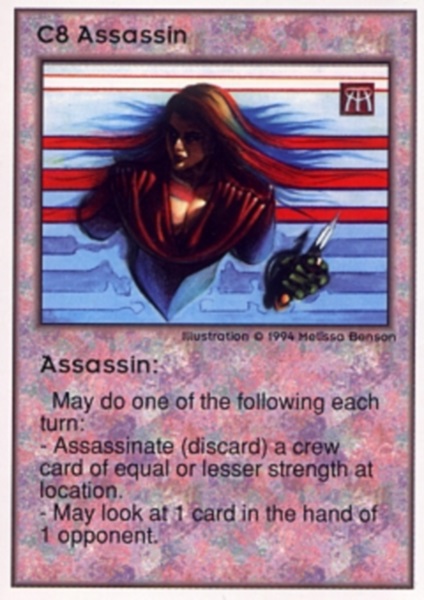 C8 Assassin
Illustration © 1994 Melissa Benson
Assassin:
May do one of the following each
turn:
- Assassinate (discard) a crew
card of equal or lesser strength at
location.
- May look at 1 card in the hand of
1 opponent.